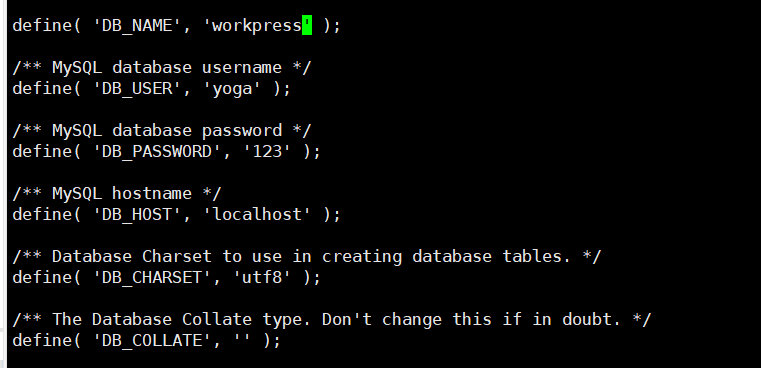 define( 'DB_NAME', 'workpress' );
/** MySQL database username */
define( 'DB_USER', 'yoga' );
/** MySQL database password */
define( 'DB_PASSWORD', '123' );
/** MySQL hostname */
define( 'DB_HOST', 'localhost' );
/** Database Charset to use in creating database tables. */
define( 'DB_CHARSET', 'utf8' );
/** The Database Collate type. Don't change this if in doubt. */
define( 'DB_COLLATE', '' );